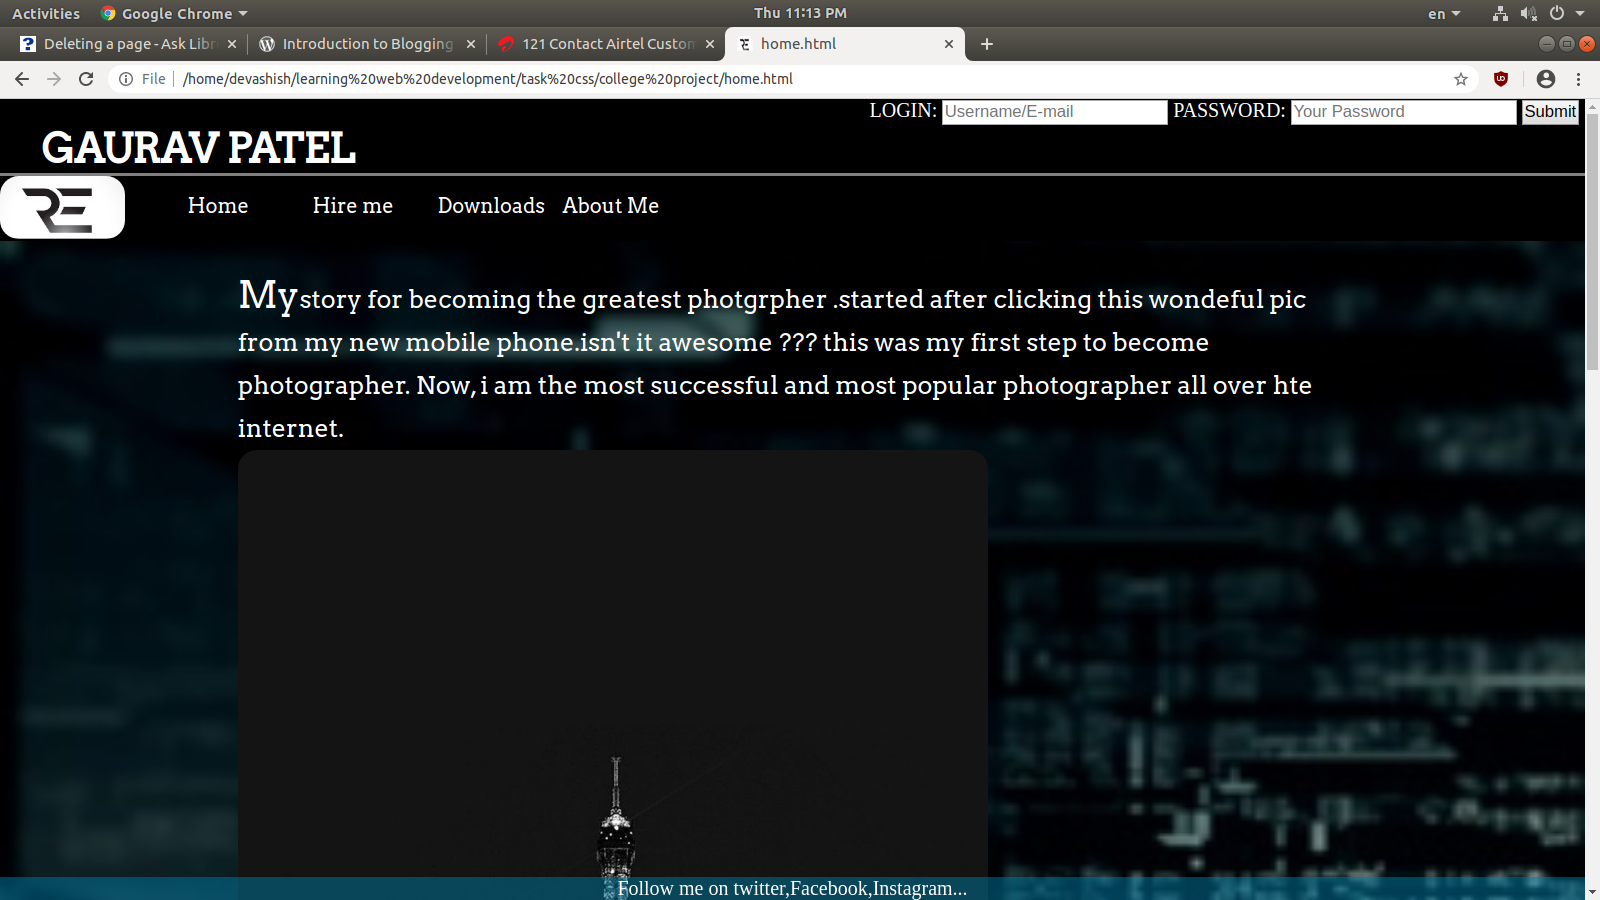 Activities
Google Chrome
Thu 11:13 PM
en
Deleting a page - Ask Libr
Introduction to Blogging
121 Contact Airtel Custom
home.html
File
/home/devashish/learning%20web%20development/task%20css/college%20project/home.html
LOGIN: Username/E-mail PASSWORD: Your Password Submit
GAURAV PATEL
RE
Home Hire me Downloads About Me
My story for becoming the greatest photgrpher .started after clicking this wondeful pic
from my new mobile phone.isn't it awesome ??? this was my first step to become
photographer. Now, i am the most successful and most popular photographer all over hte
internet.
Follow me on twitter,Facebook,Instagram...